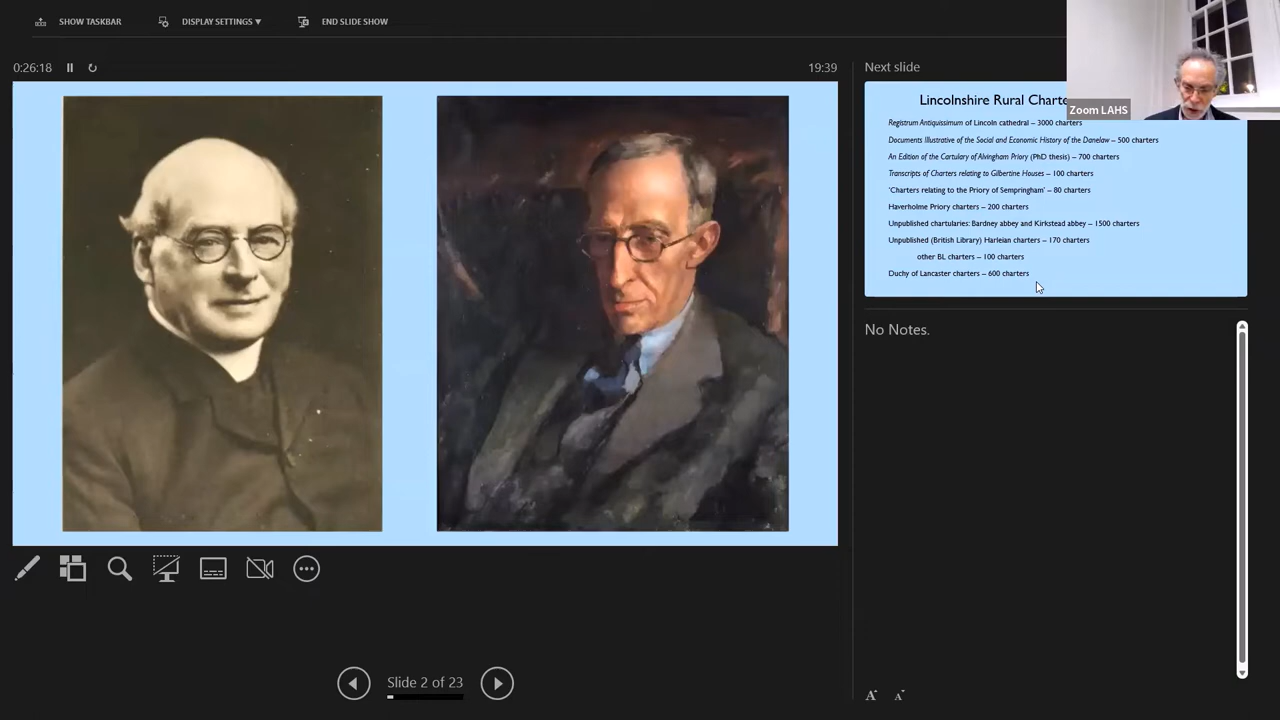 SHOW TASKBAR
DISPLAY SETTINGS ▼
END SLIDE SHOW
0:26:18
19:39
Next slide
Zoom LAHS
Lincolnshire Rural Charte
Registrum Antiquissimum of Lincoln cathedral – 3000 charters
Documents Illustrative of the Social and Economic History of the Danelaw – 500 charters
An Edition of the Cartulary of Alvingham Priory (PhD thesis) – 700 charters
Transcripts of Charters relating to Gilbertine Houses – 100 charters
'Charters relating to the Priory of Sempringham' – 80 charters
Haverholme Priory charters – 200 charters
Unpublished chartularies: Bardney abbey and Kirkstead abbey – 1500 charters
Unpublished (British Library) Harleian charters – 170 charters
other BL charters – 100 charters
Duchy of Lancaster charters – 600 charters
No Notes.
Slide 2 of 23
A A